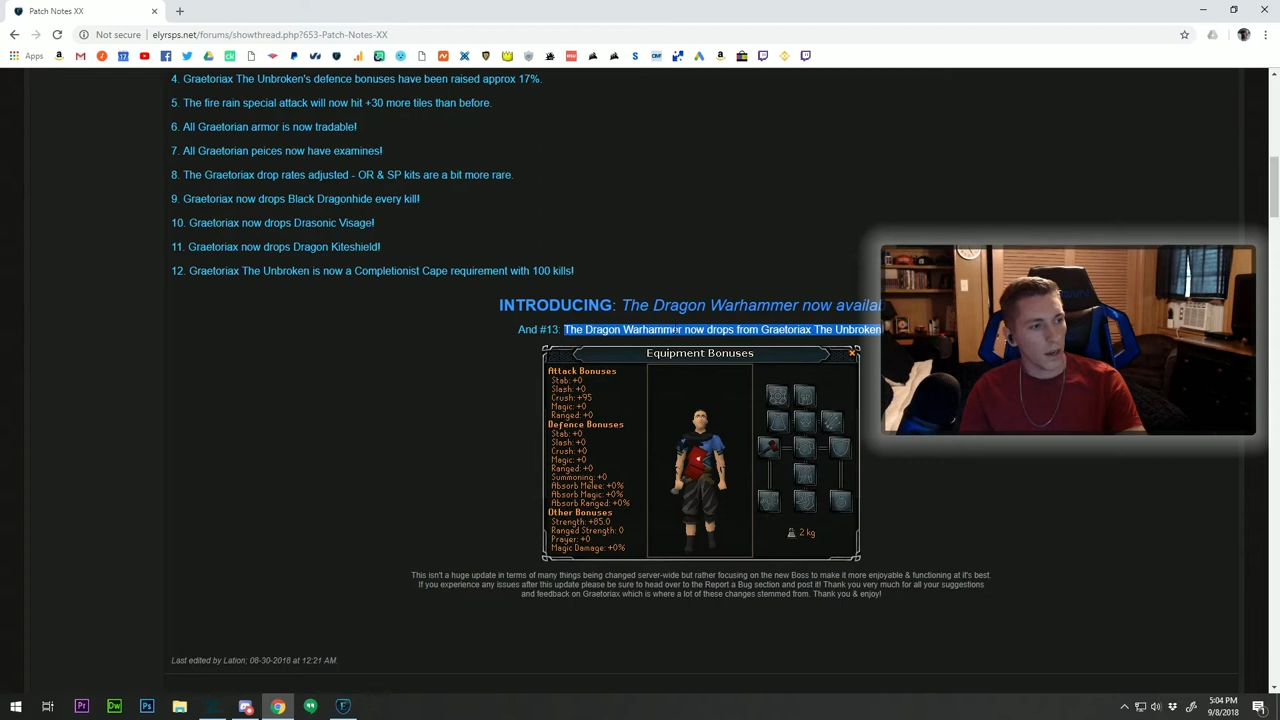 Patch Notes XX
Not secure
elyrsps.net/forums/showthread.php?653-Patch-Notes-XX
Apps
4. Graetoriax The Unbroken's defence bonuses have been raised approx 17%.
5. The fire rain special attack will now hit +30 more tiles than before.
6. All Graetorian armor is now tradable!
7. All Graetorian peices now have examines!
8. The Graetoriax drop rates adjusted - OR & SP kits are a bit more rare.
9. Graetoriax now drops Black Dragonhide every kill!
10. Graetoriax now drops Drasonic Visage!
11. Graetoriax now drops Dragon Kiteshield!
12. Graetoriax The Unbroken is now a Completionist Cape requirement with 100 kills!
INTRODUCING: The Dragon Warhammer now availab
And #13: The Dragon Warhammer now drops from Graetoriax The Unbroken
Equipment Bonuses
Attack Bonuses
Stab: +0
Slash: +0
Crush: +95
Magic: +0
Ranged: +0
Defence Bonuses
Stab: +0
Slash: +0
Crush: +0
Magic: +0
Ranged: +0
Summoning: +0
Absorb Melee: +0%
Absorb Magic: +0%
Absorb Ranged: +0%
Other Bonuses
Strength: +85.0
Ranged Strength: 0
Prayer: +0
Magic Damage: +0%
2 kg
This isn't a huge update in terms of many things being changed server-wide but rather focusing on the new Boss to make it more enjoyable & functioning at it's best.
If you experience any issues after this update please be sure to head over to the Report a Bug section and post it! Thank you very much for all your suggestions
and feedback on Graetoriax which is where a lot of these changes stemmed from. Thank you & enjoy!
Last edited by Lation; 08-30-2018 at 12:21 AM.
Pr
Dw
Ps
5:04 PM
9/8/2018